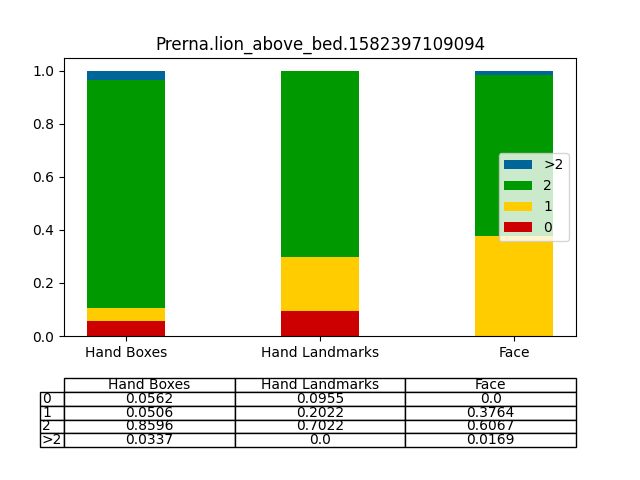 Prerna.lion_above_bed.1582397109094
1.0
0.8
0.6
0.4
0.2
0.0
>2
2
1
0
Hand Boxes Hand Landmarks Face
Hand Boxes Hand Landmarks Face
0 0.0562 0.0955 0.0
1 0.0506 0.2022 0.3764
2 0.8596 0.7022 0.6067
>2 0.0337 0.0 0.0169